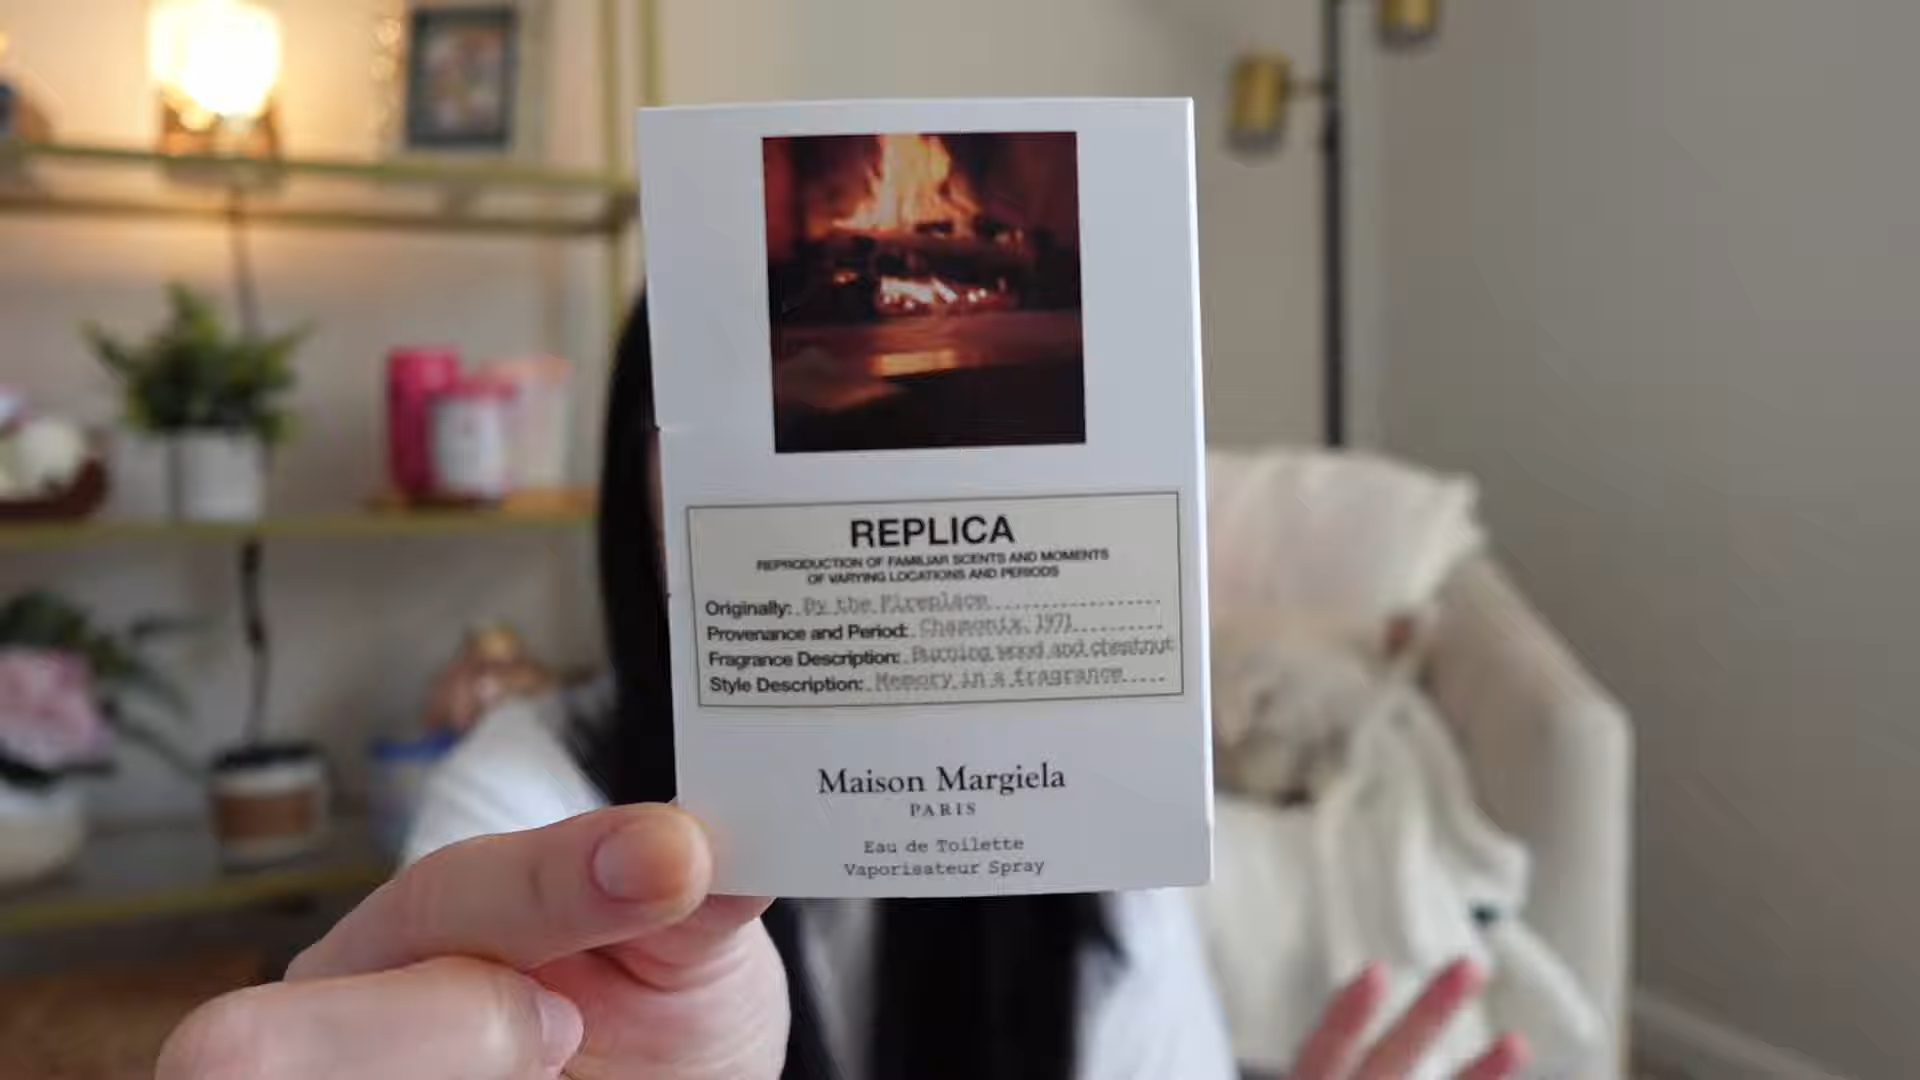 REPLICA
REPRODUCTION OF FAMILIAR SCENTS AND MOMENTS
OF VARYING LOCATIONS AND PERIODS
Originally: By the Fireplace
Provenance and Period: Chamonix, 1971
Fragrance Description: Burning wood and chestnut
Style Description: Memory in a fragrance
Maison Margiela
PARIS
Eau de Toilette
Vaporisateur Spray